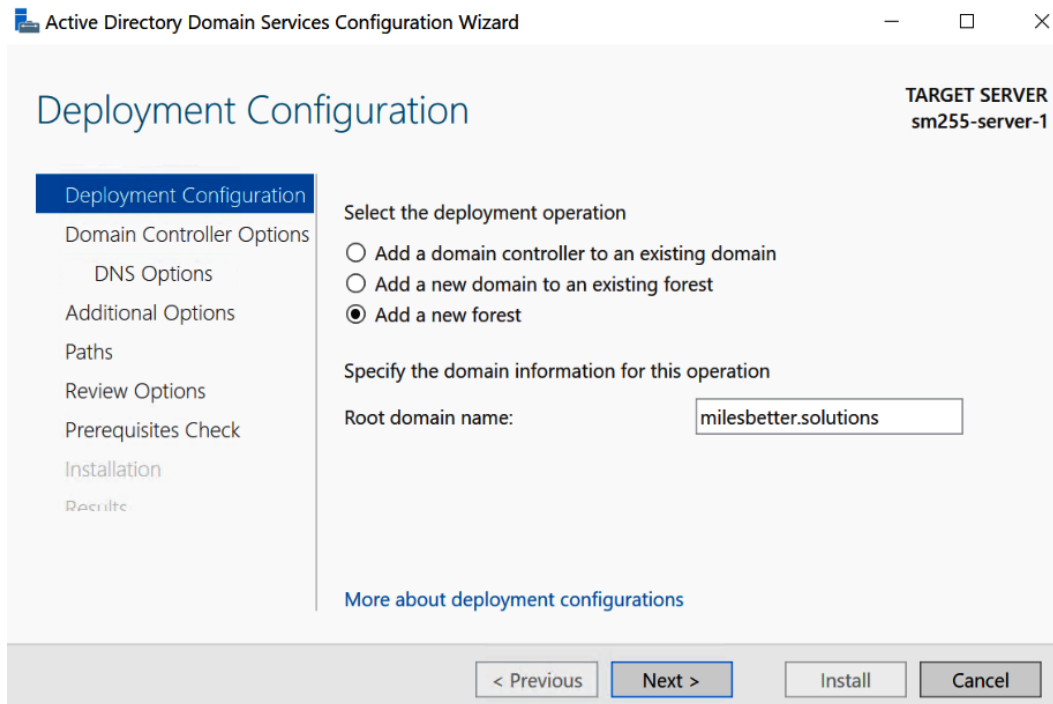 Active Directory Domain Services Configuration Wizard
Deployment Configuration
TARGET SERVER
sm255-server-1
Deployment Configuration
Domain Controller Options
DNS Options
Additional Options
Paths
Review Options
Prerequisites Check
Installation
Results
Select the deployment operation
Add a domain controller to an existing domain
Add a new domain to an existing forest
Add a new forest
Specify the domain information for this operation
Root domain name: milesbetter.solutions
More about deployment configurations
< Previous Next > Install Cancel